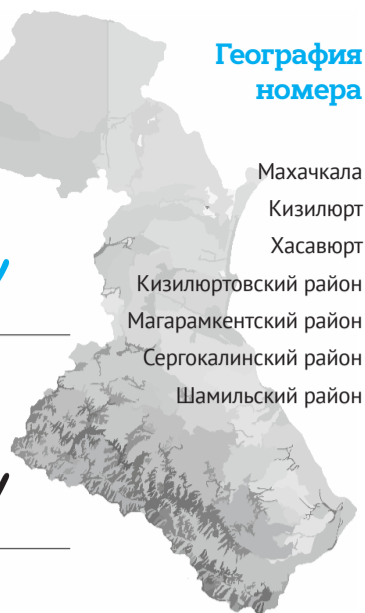 География
номера
Махачкала
Кизилюрт
Хасавюрт
Кизилюртовский район
Магарамкентский район
Сергокалинский район
Шамильский район